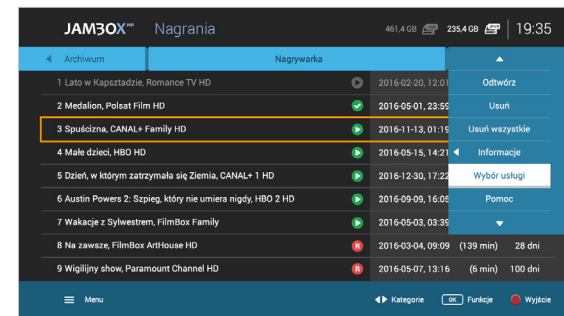 JAMBOX Nagrania 461,4 GB 235,4 GB 19:35
Archiwum Nagrywarka
1 Lato w Kapsztadzie, Romance TV HD 2016-02-20, 12:01 Odtwórz
2 Medalion, Polsat Film HD 2016-05-01, 23:59 Usuń
3 Spuścizna, CANAL+ Family HD 2016-11-13, 01:19 Usuń wszystkie
4 Małe dzieci, HBO HD 2016-05-15, 14:21 Informacje
5 Dzień, w którym zatrzymała się Ziemia, CANAL+ 1 HD 2016-12-30, 17:22 Wybór usługi
6 Austin Powers 2: Szpieg, który nie umiera nigdy, HBO 2 HD 2016-09-09, 16:05 Pomoc
7 Wakacje z Sylwestrem, FilmBox Family 2016-05-03, 03:39
8 Na zawsze, FilmBox ArtHouse HD R 2016-03-04, 09:09 (139 min) 28 dni
9 Wigilijny show, Paramount Channel HD R 2016-05-07, 13:16 (6 min) 100 dni
Menu Kategorie OK Funkcje Wyjście